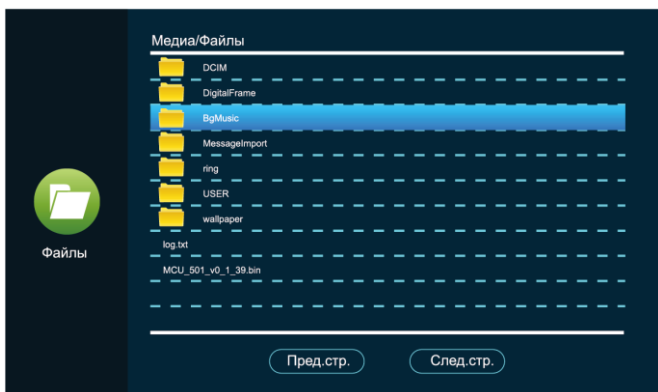 Медиа/Файлы
DCIM
DigitalFrame
BgMusic
MessageImport
ring
USER
wallpaper
Файлы
log.txt
MCU_501_v0_1_39.bin
Пред.стр. След.стр.